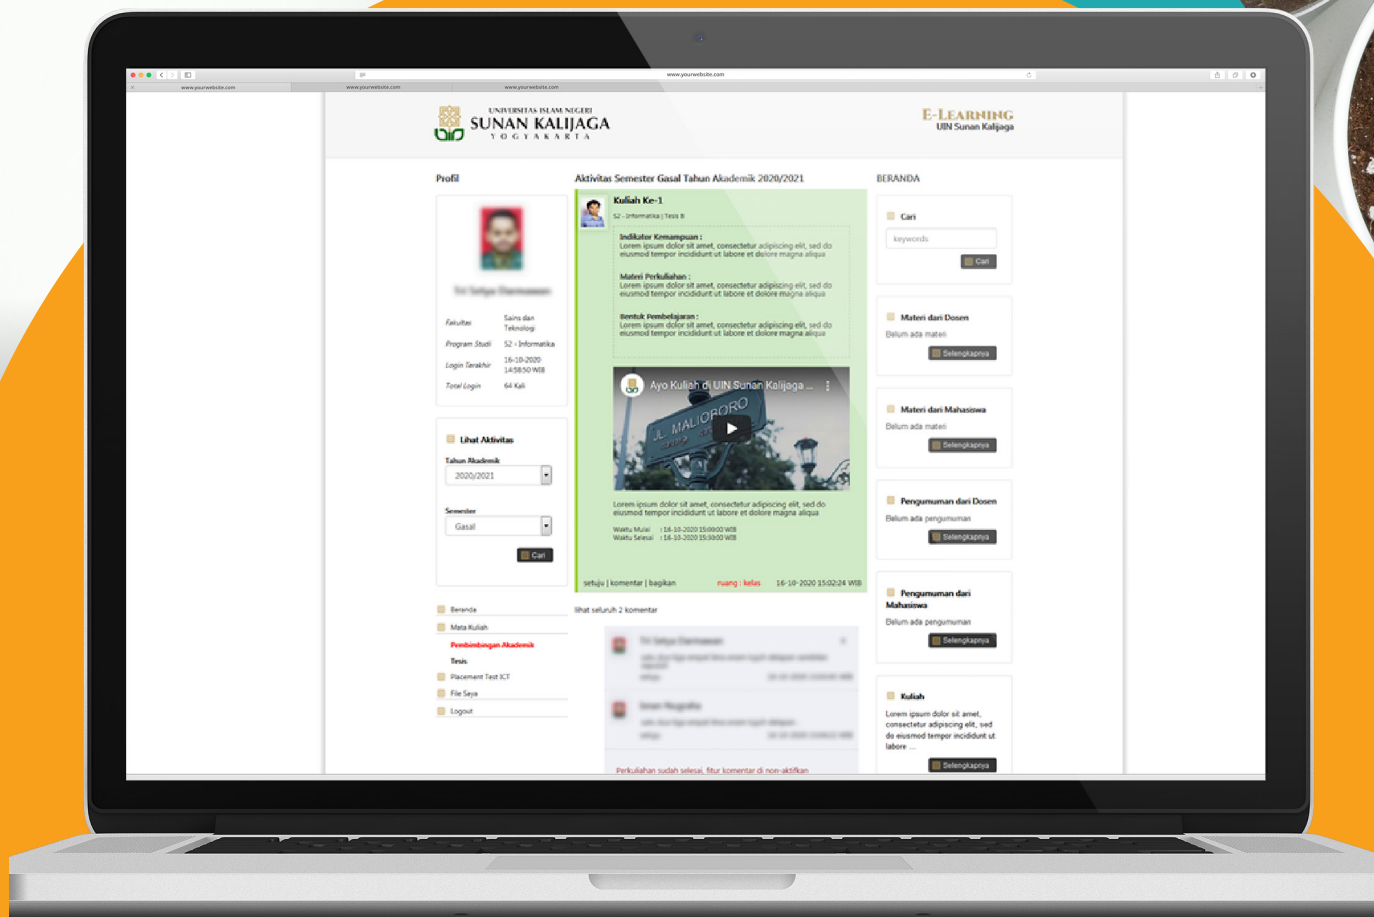 www.yourwebsite.com
www.yourwebsite.com
www.yourwebsite.com
www.yourwebsite.com
UNIVERSITAS ISLAM NEGERI
SUNAN KALIJAGA
YOGYAKARTA
E-LEARNING
UIN Sunan Kalijaga
Profil
Fakultas
Sains dan
Teknologi
Program Studi
S2 - Informatika
Login Terakhir
16-10-2020
14:58:50 WIB
Total Login
64 Kali
Lihat Aktivitas
Tahun Akademik
2020/2021
Semester
Gasal
Cari
Beranda
Mata Kuliah
Pembimbingan Akademik
Tesis
Placement Test ICT
File Saya
Logout
Aktivitas Semester Gasal Tahun Akademik 2020/2021
Kuliah Ke-1
S2 - Informatika | Tesis B
Indikator Kemampuan :
Lorem ipsum dolor sit amet, consectetur adipiscing elit, sed do
eiusmod tempor incididunt ut labore et dolore magna aliqua
Materi Perkuliahan :
Lorem ipsum dolor sit amet, consectetur adipiscing elit, sed do
eiusmod tempor incididunt ut labore et dolore magna aliqua
Bentuk Pembelajaran :
Lorem ipsum dolor sit amet, consectetur adipiscing elit, sed do
eiusmod tempor incididunt ut labore et dolore magna aliqua
Ayo Kuliah di UIN Sunan Kalijaga ...
JL. MALIOBORO
Lorem ipsum dolor sit amet, consectetur adipiscing elit, sed do
eiusmod tempor incididunt ut labore et dolore magna aliqua
Waktu Mulai : 16-10-2020 15:00:00 WIB
Waktu Selesai : 16-10-2020 15:30:00 WIB
setuju | komentar | bagikan
ruang : kelas
16-10-2020 15:02:24 WIB
lihat seluruh 2 komentar
Perkuliahan sudah selesai, fitur komentar di non-aktifkan
BERANDA
Cari
keywords
Cari
Materi dari Dosen
Belum ada materi
Selengkapnya
Materi dari Mahasiswa
Belum ada materi
Selengkapnya
Pengumuman dari Dosen
Belum ada pengumuman
Selengkapnya
Pengumuman dari
Mahasiswa
Belum ada pengumuman
Selengkapnya
Kuliah
Lorem ipsum dolor sit amet,
consectetur adipiscing elit, sed
do eiusmod tempor incididunt ut
labore ...
Selengkapnya